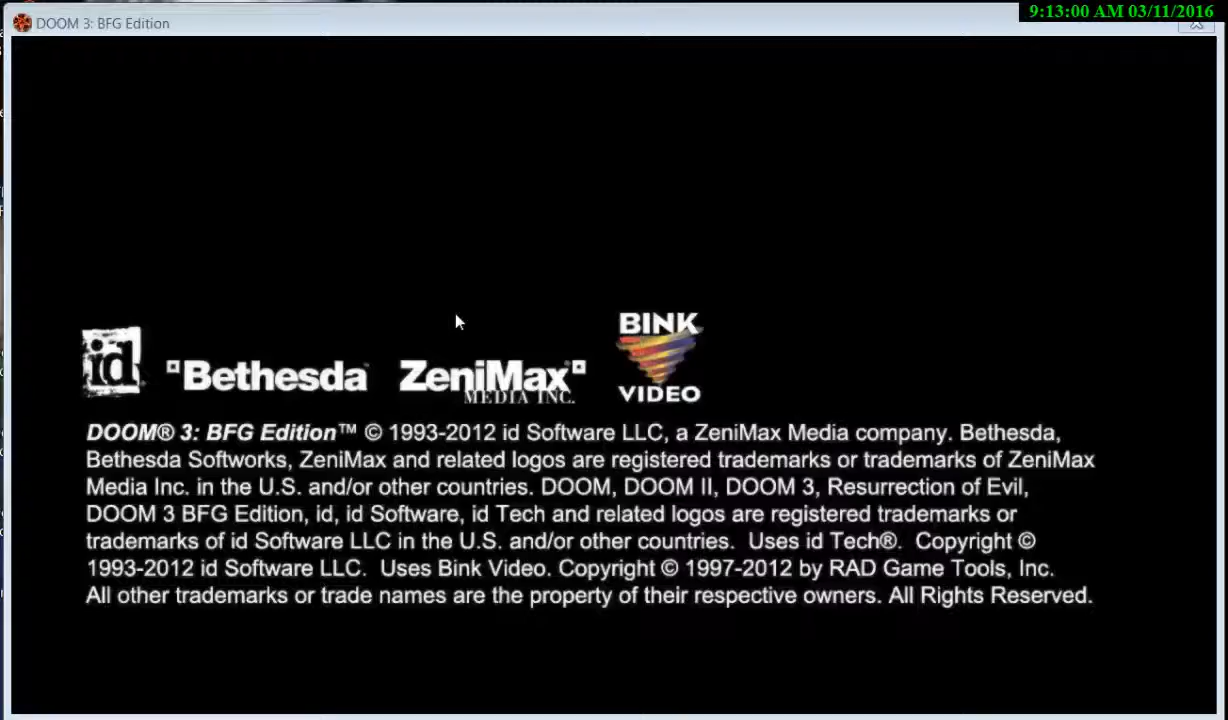 DOOM 3: BFG Edition
9:13:00 AM 03/11/2016
id
Bethesda
ZeniMax
MEDIA INC.
BINK
VIDEO
DOOM® 3: BFG Edition™ © 1993-2012 id Software LLC, a ZeniMax Media company. Bethesda,
Bethesda Softworks, ZeniMax and related logos are registered trademarks or trademarks of ZeniMax
Media Inc. in the U.S. and/or other countries. DOOM, DOOM II, DOOM 3, Resurrection of Evil,
DOOM 3 BFG Edition, id, id Software, id Tech and related logos are registered trademarks or
trademarks of id Software LLC in the U.S. and/or other countries.  Uses id Tech®.  Copyright ©
1993-2012 id Software LLC.  Uses Bink Video. Copyright © 1997-2012 by RAD Game Tools, Inc.
All other trademarks or trade names are the property of their respective owners. All Rights Reserved.